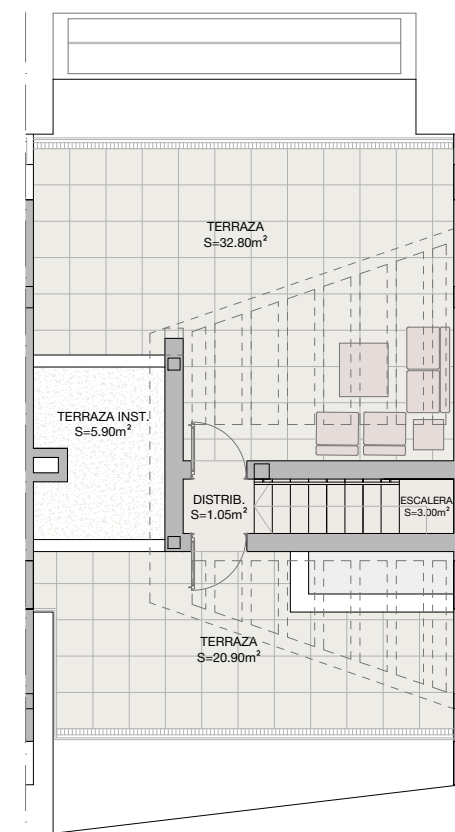 TERRAZA
S=32.80m²
TERRAZA INST.
S=5.90m²
DISTRIB.
S=1.05m²
ESCALERA
S=3.00m²
TERRAZA
S=20.90m²